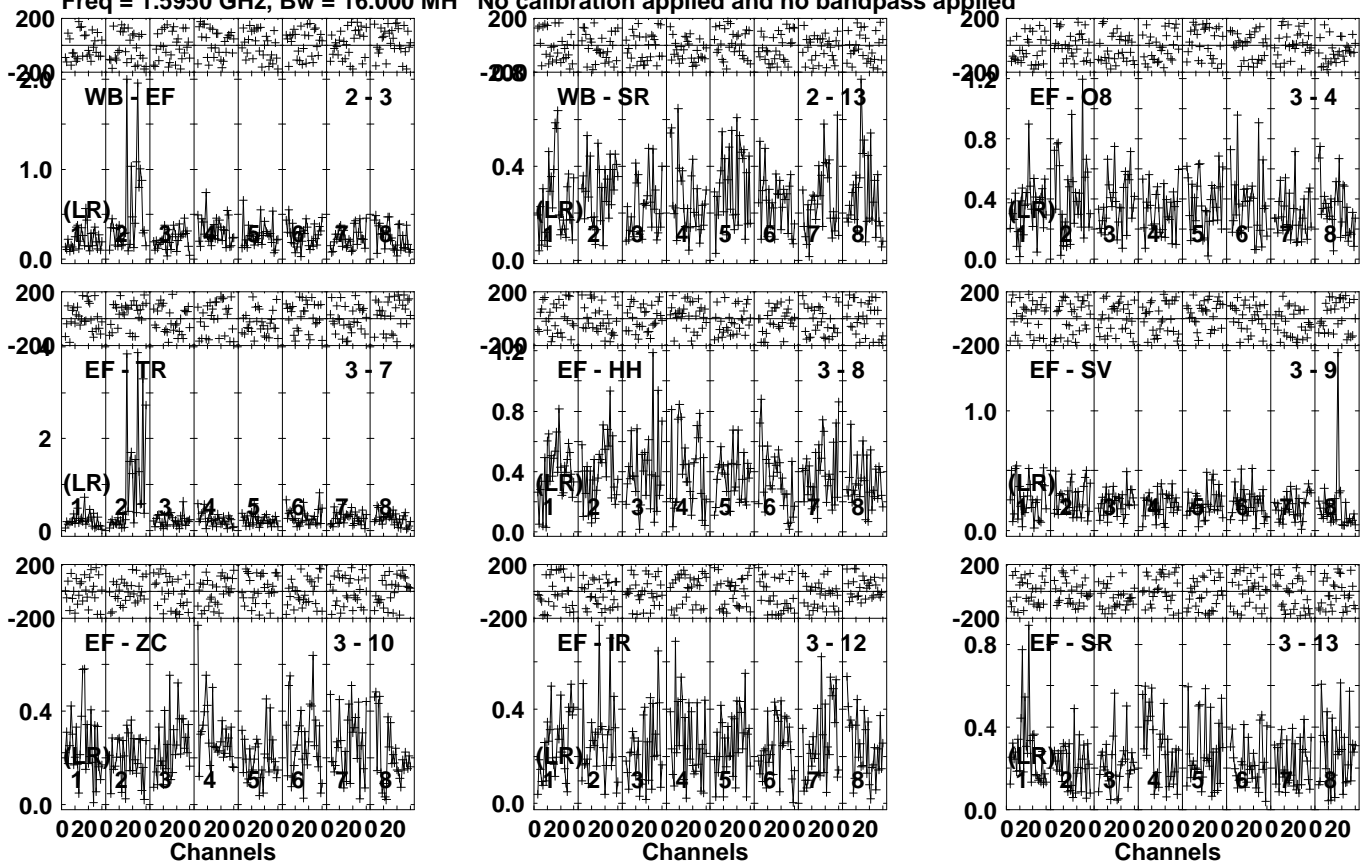 Freq = 1.5950 GHz, Bw = 16.000 MH No calibration applied and no bandpass applied
200
-200
2.0
1.0
0.0
WB - EF 2 - 3
(LR)
1 2 3 4 5 6 7 8
200
-200
0.8
0.4
0.0
WB - SR 2 - 13
(LR)
1 2 3 4 5 6 7 8
200
-200
1.2
0.8
0.4
0.0
EF - O8 3 - 4
(LR)
1 2 3 4 5 6 7 8
200
-200
4
2
0
EF - TR 3 - 7
(LR)
1 2 3 4 5 6 7 8
200
-200
1.2
0.8
0.4
0.0
EF - HH 3 - 8
(LR)
1 2 3 4 5 6 7 8
200
-200
1.0
0.0
EF - SV 3 - 9
(LR)
1 2 3 4 5 6 7 8
200
-200
0.4
0.0
EF - ZC 3 - 10
(LR)
1 2 3 4 5 6 7 8
0 20 0 20 0 20 0 20 0 20 0 20 0 20 0 20
Channels
200
-200
0.4
0.0
EF - IR 3 - 12
(LR)
1 2 3 4 5 6 7 8
0 20 0 20 0 20 0 20 0 20 0 20 0 20 0 20
Channels
200
-200
0.8
0.4
0.0
EF - SR 3 - 13
(LR)
1 2 3 4 5 6 7 8
0 20 0 20 0 20 0 20 0 20 0 20 0 20 0 20
Channels